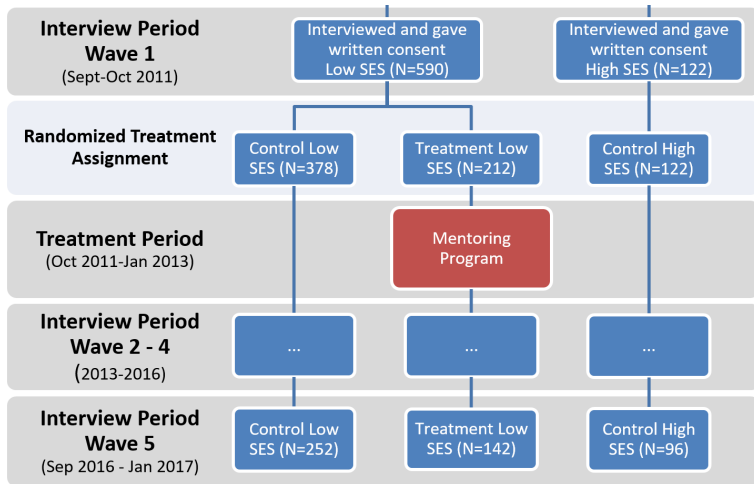 Interview Period
Wave 1
(Sept-Oct 2011)
Interviewed and gave
written consent
Low SES (N=590)
Interviewed and gave
written consent
High SES (N=122)
Randomized Treatment
Assignment
Control Low
SES (N=378)
Treatment Low
SES (N=212)
Control High
SES (N=122)
Treatment Period
(Oct 2011-Jan 2013)
Mentoring
Program
Interview Period
Wave 2 - 4
(2013-2016)
...
...
...
Interview Period
Wave 5
(Sep 2016 - Jan 2017)
Control Low
SES (N=252)
Treatment Low
SES (N=142)
Control High
SES (N=96)